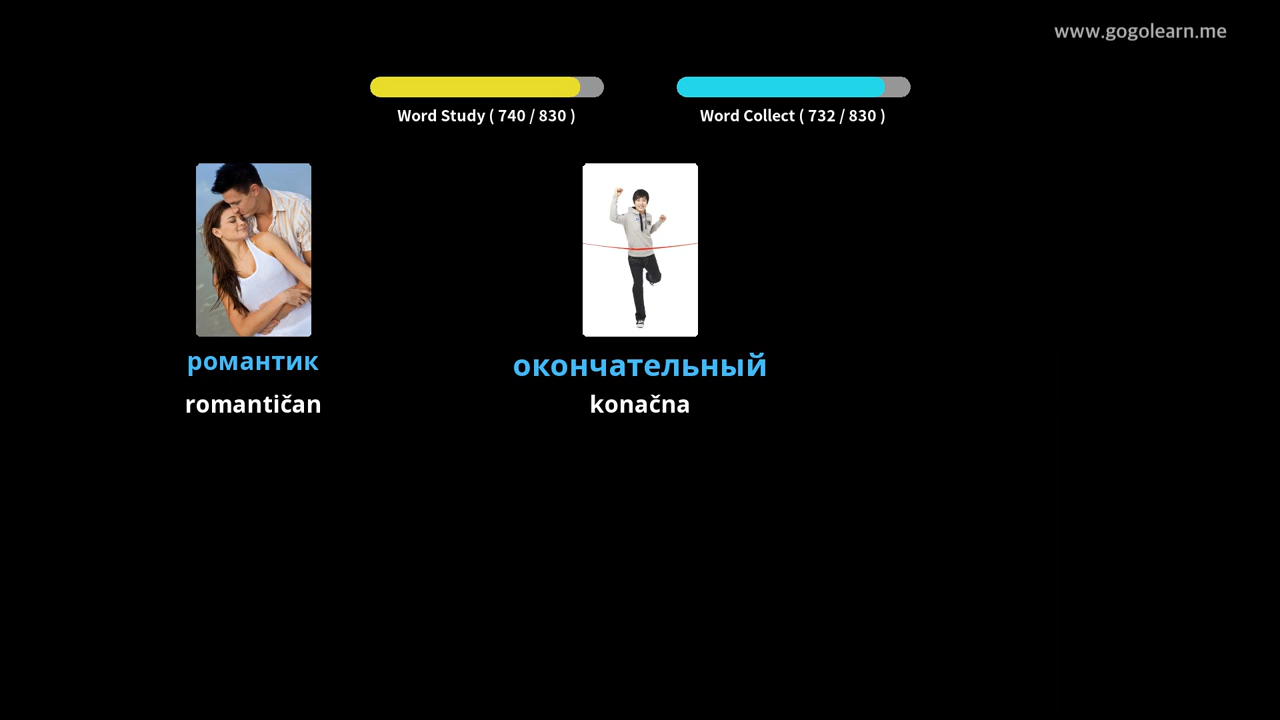 www.gogolearn.me
Word Study ( 740 / 830 )
Word Collect ( 732 / 830 )
романтик
romantičan
окончательный
konačna